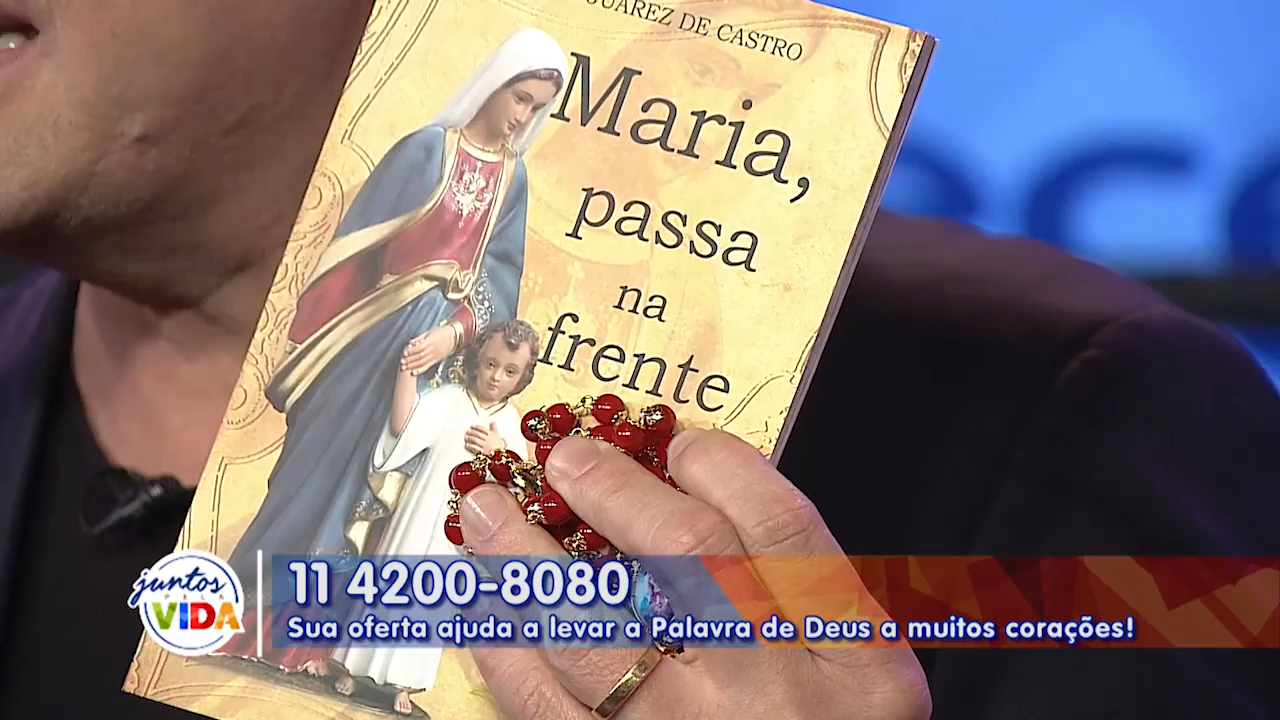 JUAREZ DE CASTRO
Maria,
passa
na
frente
juntos
PELA
VIDA
11 4200-8080
Sua oferta ajuda a levar a Palavra de Deus a muitos corações!